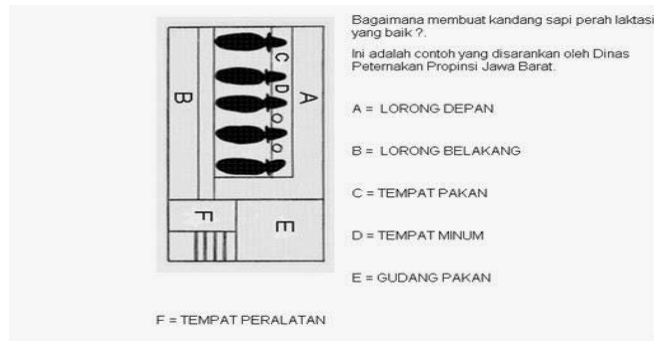 Bagaimana membuat kandang sapi perah laktasi
yang baik ?.
Ini adalah contoh yang disarankan oleh Dinas
Peternakan Propinsi Jawa Barat.
A = LORONG DEPAN
B = LORONG BELAKANG
C = TEMPAT PAKAN
D = TEMPAT MINUM
E = GUDANG PAKAN
F = TEMPAT PERALATAN
C
D
A
B
F
E